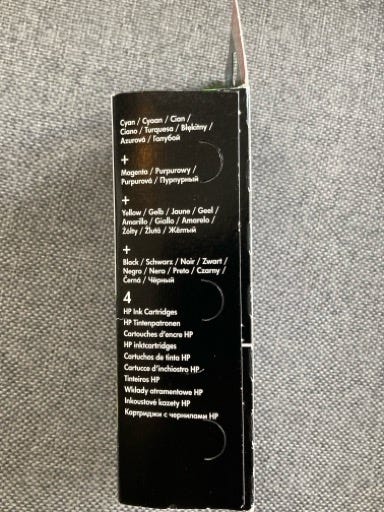 Cyan / Cyaan / Cian /
Ciano / Turquesa / Błękitny /
Azurová / Голубой
+
Magenta / Purpurowy /
Purpurová / Пурпурный
+
Yellow / Gelb / Jaune / Geel /
Amarillo / Giallo / Amarelo /
Żółty / Žlutá / Жёлтый
+
Black / Schwarz / Noir / Zwart /
Negro / Nero / Preto / Czarny /
Černá / Чёрный
4
HP Ink Cartridges
HP Tintenpatronen
Cartouches d'encre HP
HP inktcartridges
Cartuchos de tinta HP
Cartucce d'inchiostro HP
Tinteiros HP
Wkłady atramentowe HP
Inkoustové kazety HP
Картриджи с чернилами HP